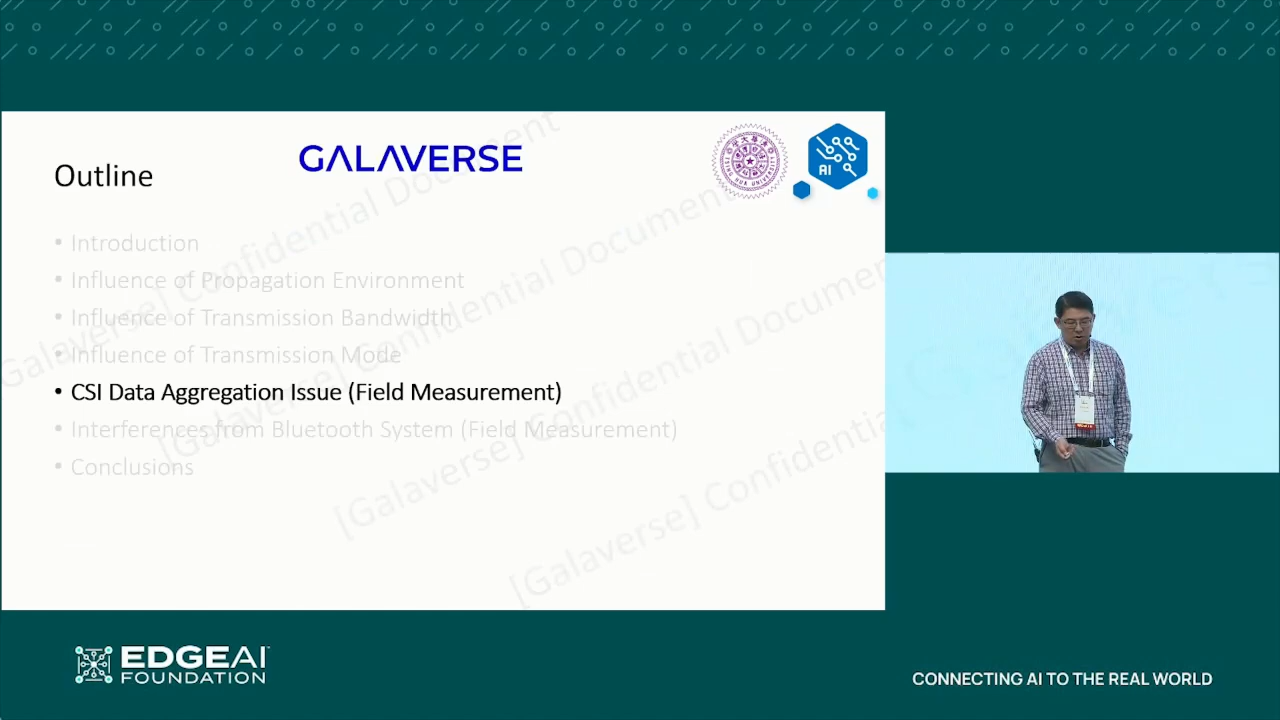 GALAVERSE
Outline
AI
• Introduction
• Influence of Propagation Environment
• Influence of Transmission Bandwidth
• Influence of Transmission Mode
• CSI Data Aggregation Issue (Field Measurement)
• Interferences from Bluetooth System (Field Measurement)
• Conclusions
[Galaverse] Confidential Document
[Galaverse] Confidential Document
[Galaverse] Confidential Document
[Galaverse] Confidential
EDGE AI
FOUNDATION
CONNECTING AI TO THE REAL WORLD